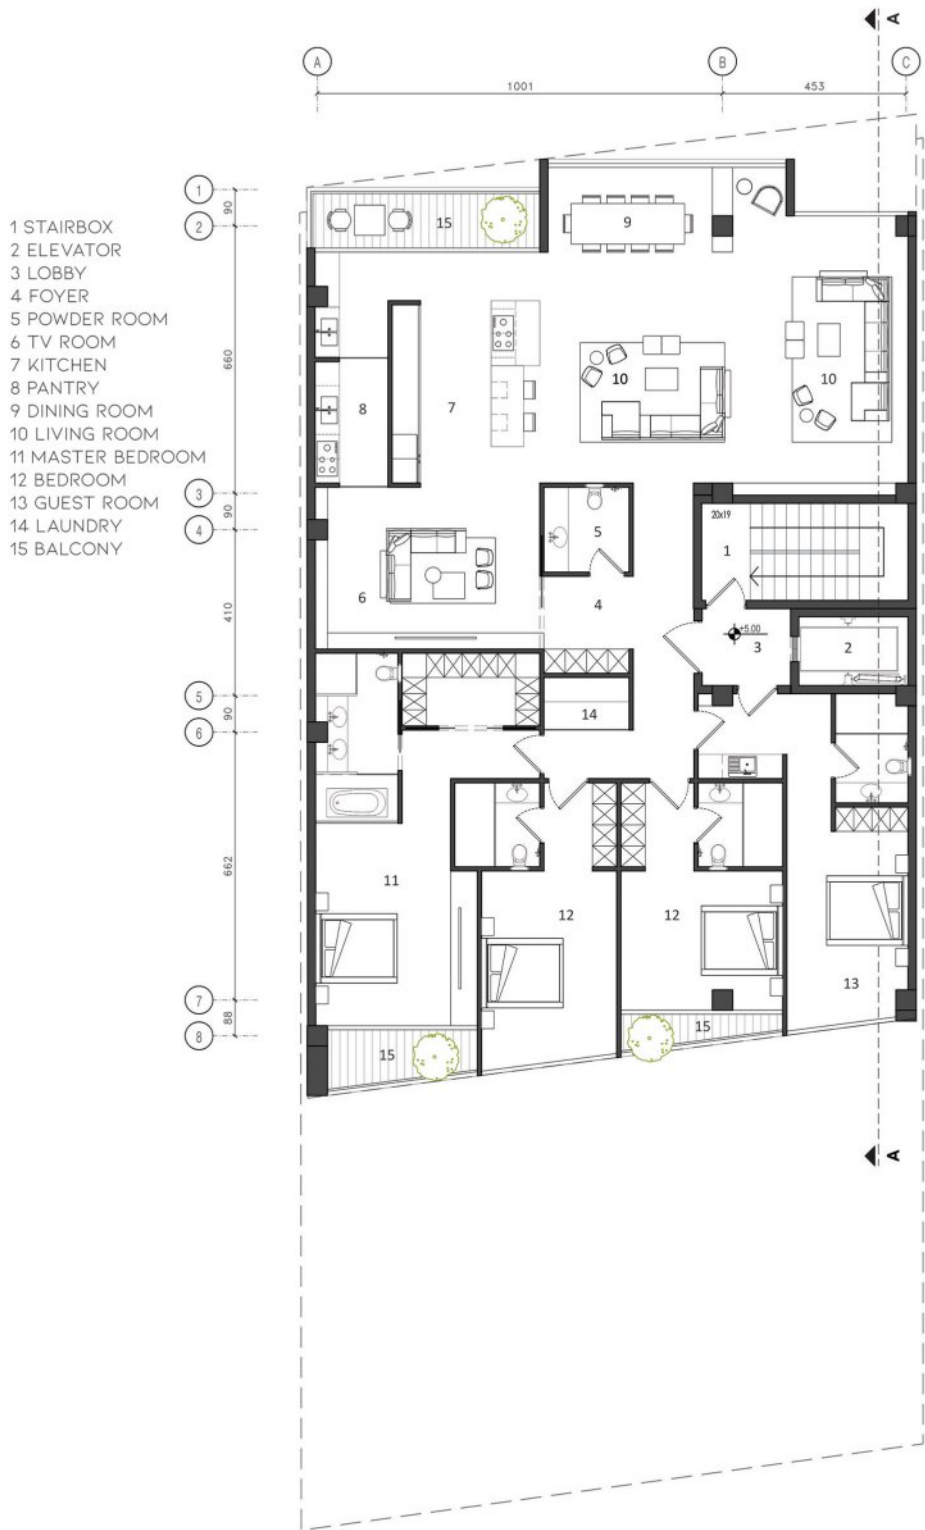 A
A
B
C
1001
453
1
90
2
1 STAIRBOX
2 ELEVATOR
3 LOBBY
4 FOYER
5 POWDER ROOM
6 TV ROOM
7 KITCHEN
8 PANTRY
9 DINING ROOM
10 LIVING ROOM
11 MASTER BEDROOM
12 BEDROOM
13 GUEST ROOM
14 LAUNDRY
15 BALCONY
660
3
90
4
410
5
90
6
662
7
88
8
15
9
10
10
8
7
20x19
5
1
6
4
+5.00
3
2
14
11
12
12
13
15
15
A